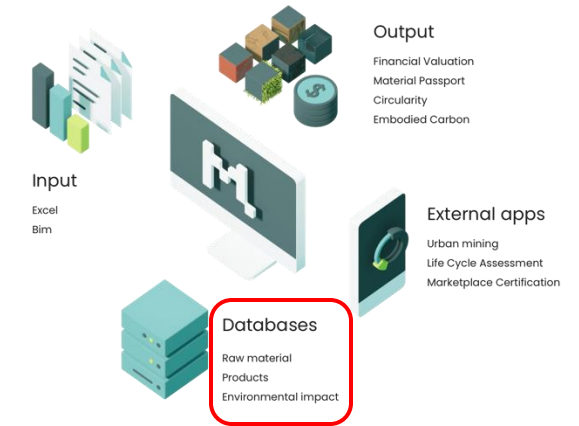 Output
Financial Valuation
Material Passport
Circularity
Embodied Carbon
Input
Excel
Bim
External apps
Urban mining
Life Cycle Assessment
Marketplace Certification
Databases
Raw material
Products
Environmental impact
M
$